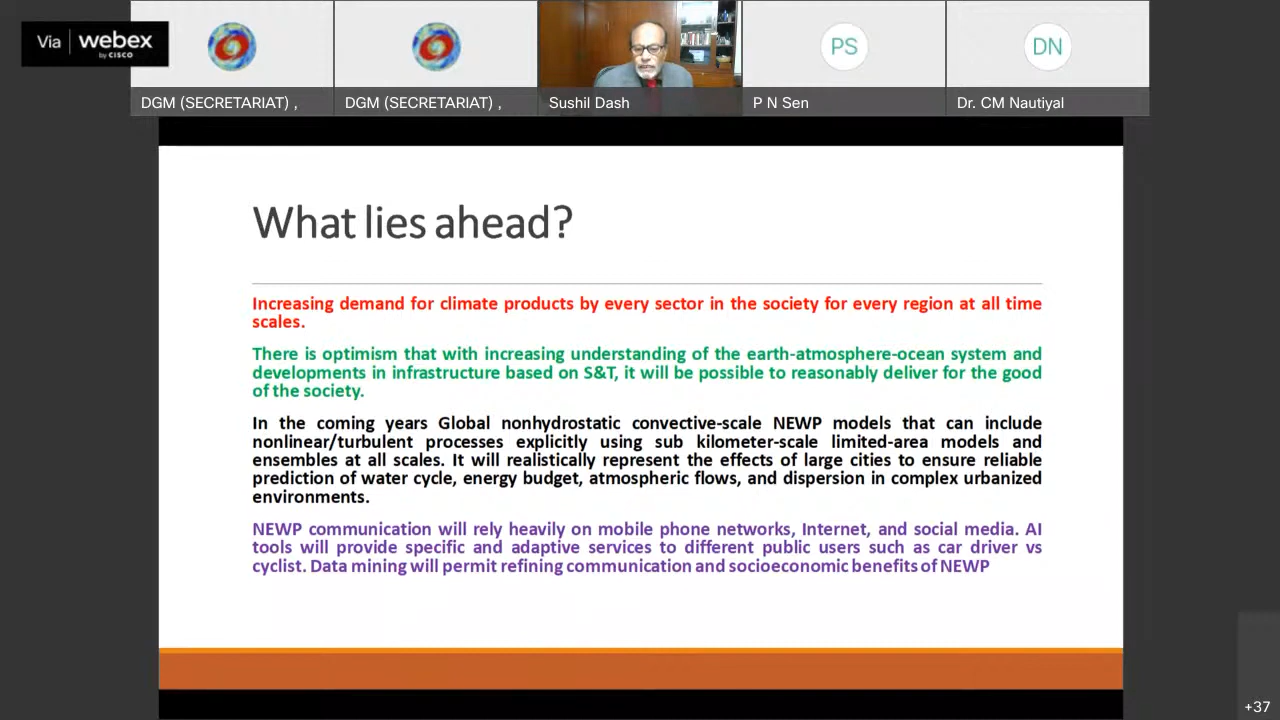 Via webex
by CISCO
DGM (SECRETARIAT) ,
DGM (SECRETARIAT) ,
Sushil Dash
PS
P N Sen
DN
Dr. CM Nautiyal
What lies ahead?
Increasing demand for climate products by every sector in the society for every region at all time
scales.
There is optimism that with increasing understanding of the earth-atmosphere-ocean system and
developments in infrastructure based on S&T, it will be possible to reasonably deliver for the good
of the society.
In the coming years Global nonhydrostatic convective-scale NEWP models that can include
nonlinear/turbulent processes explicitly using sub kilometer-scale limited-area models and
ensembles at all scales. It will realistically represent the effects of large cities to ensure reliable
prediction of water cycle, energy budget, atmospheric flows, and dispersion in complex urbanized
environments.
NEWP communication will rely heavily on mobile phone networks, Internet, and social media. AI
tools will provide specific and adaptive services to different public users such as car driver vs
cyclist. Data mining will permit refining communication and socioeconomic benefits of NEWP
+37